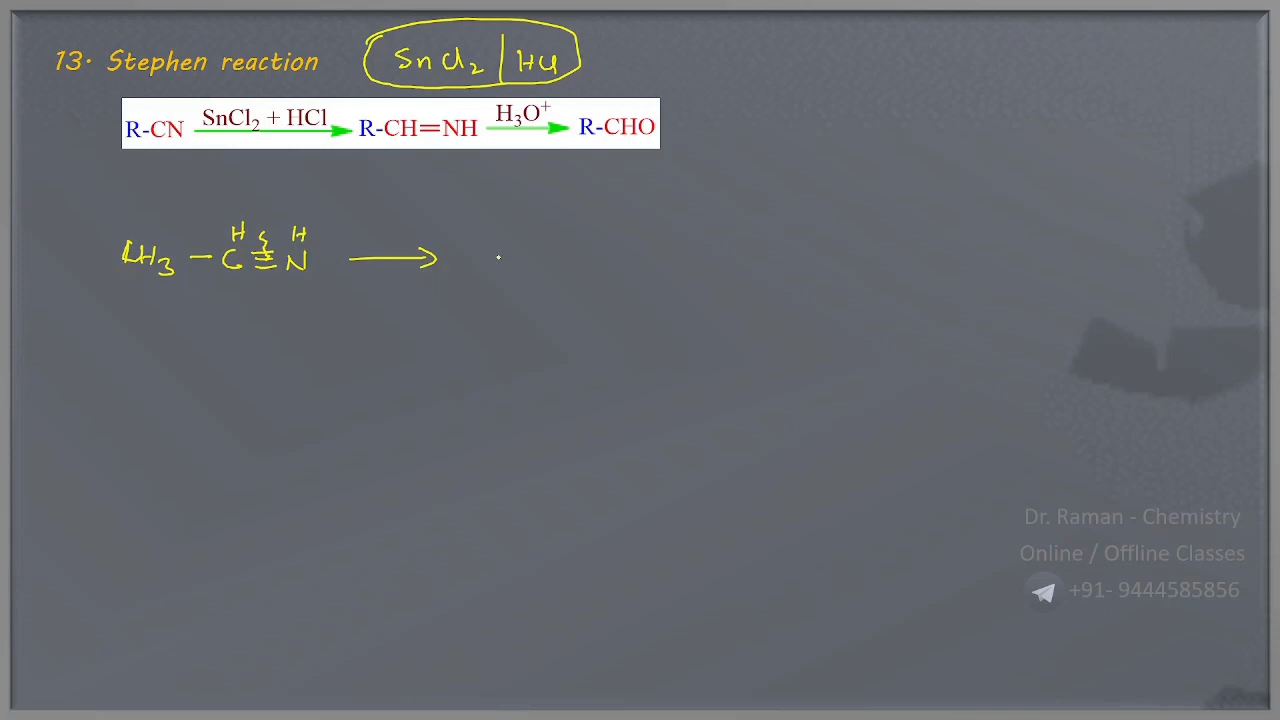 13. Stephen reaction SnCl₂ | HCl
R-CN SnCl₂ + HCl R-CH=NH H₃O⁺ R-CHO
H H
CH₃ – C ≡ N ⟶
Dr. Raman - Chemistry
Online / Offline Classes
+91- 9444585856